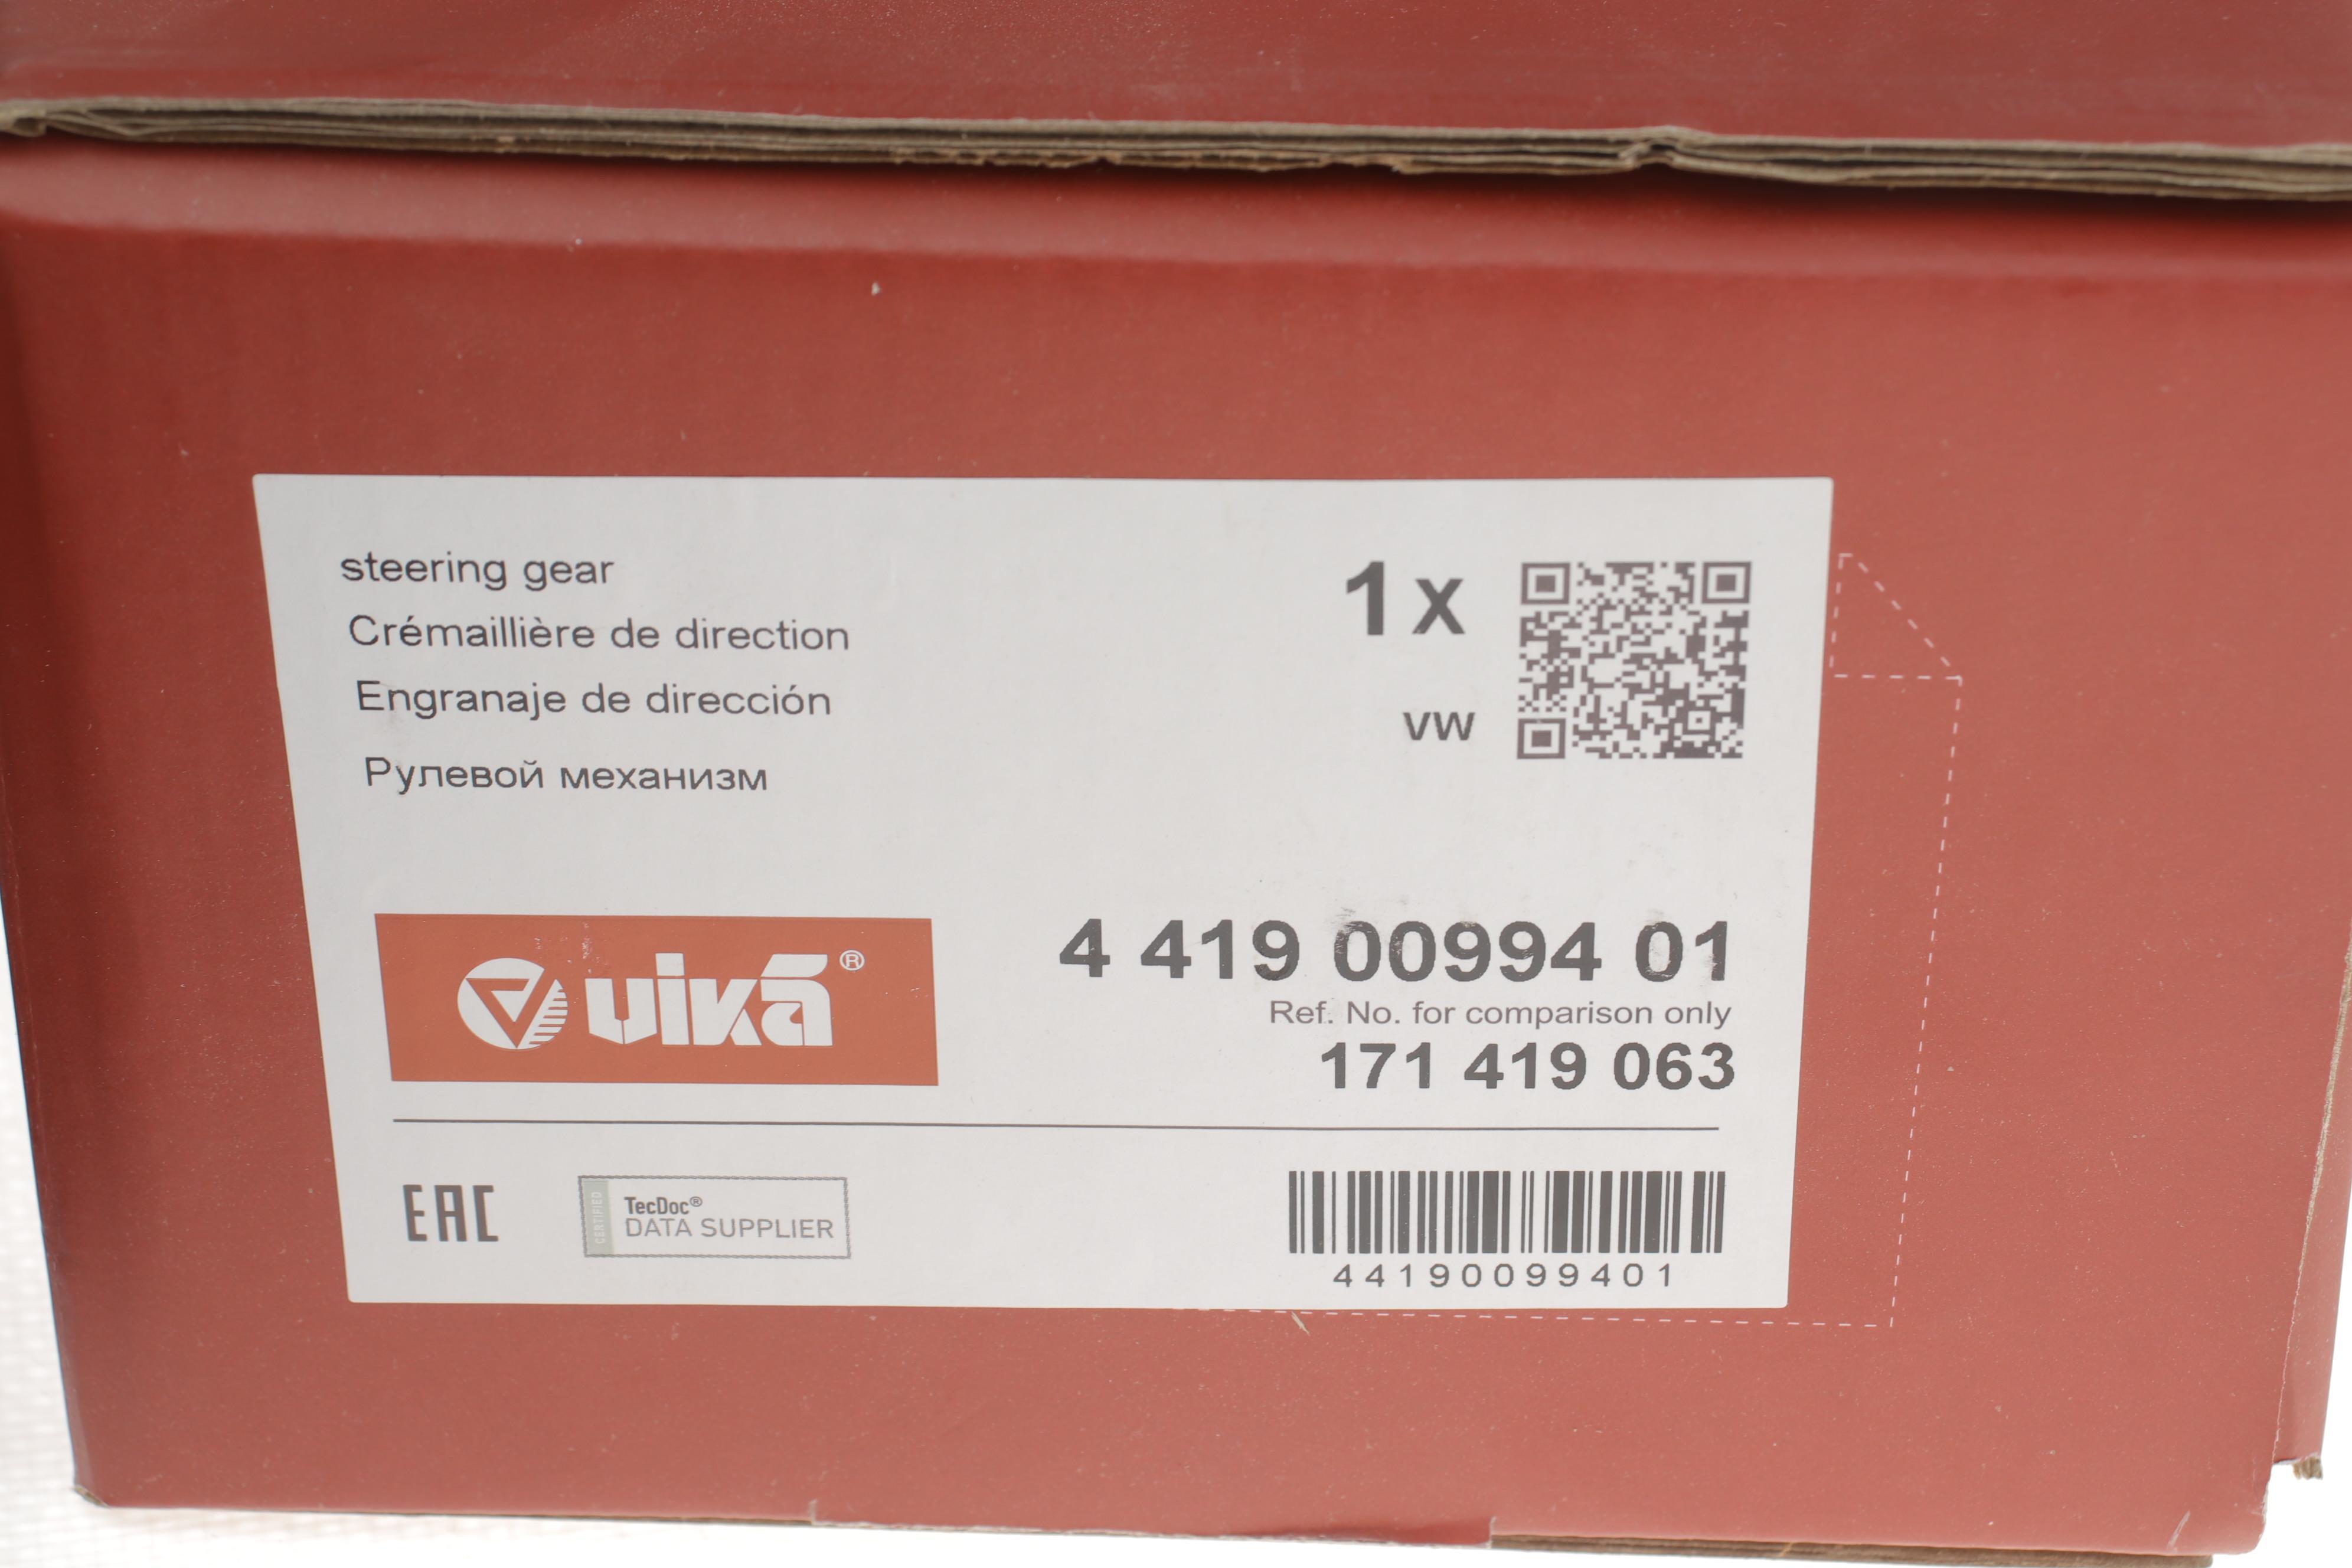 steering gear
Crémaillière de direction
Engranaje de dirección
Рулевой механизм
1 x
VW
vika®
4 419 00994 01
Ref. No. for comparison only
171 419 063
EAC
CERTIFIED
TecDoc®
DATA SUPPLIER
44190099401